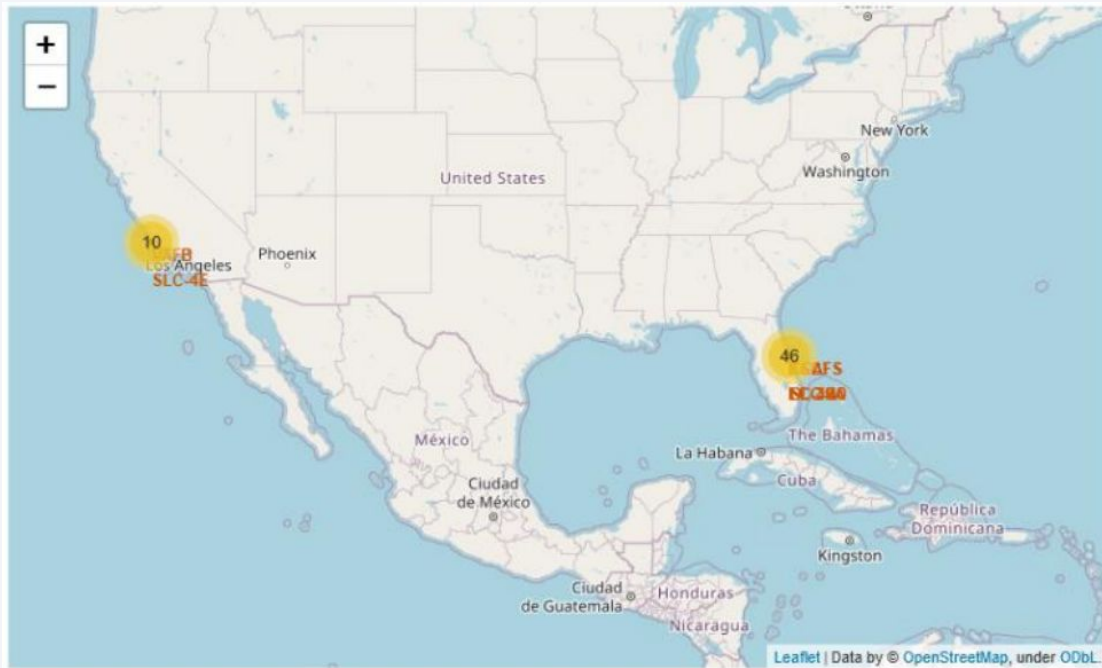 +
−
New York
Washington
United States
10
Los Angeles
SLC-4E
Phoenix
46
The Bahamas
La Habana
Cuba
México
Ciudad
de México
República
Dominicana
Kingston
Ciudad
de Guatemala
Honduras
Nicaragua
Leaflet | Data by © OpenStreetMap, under ODbL.